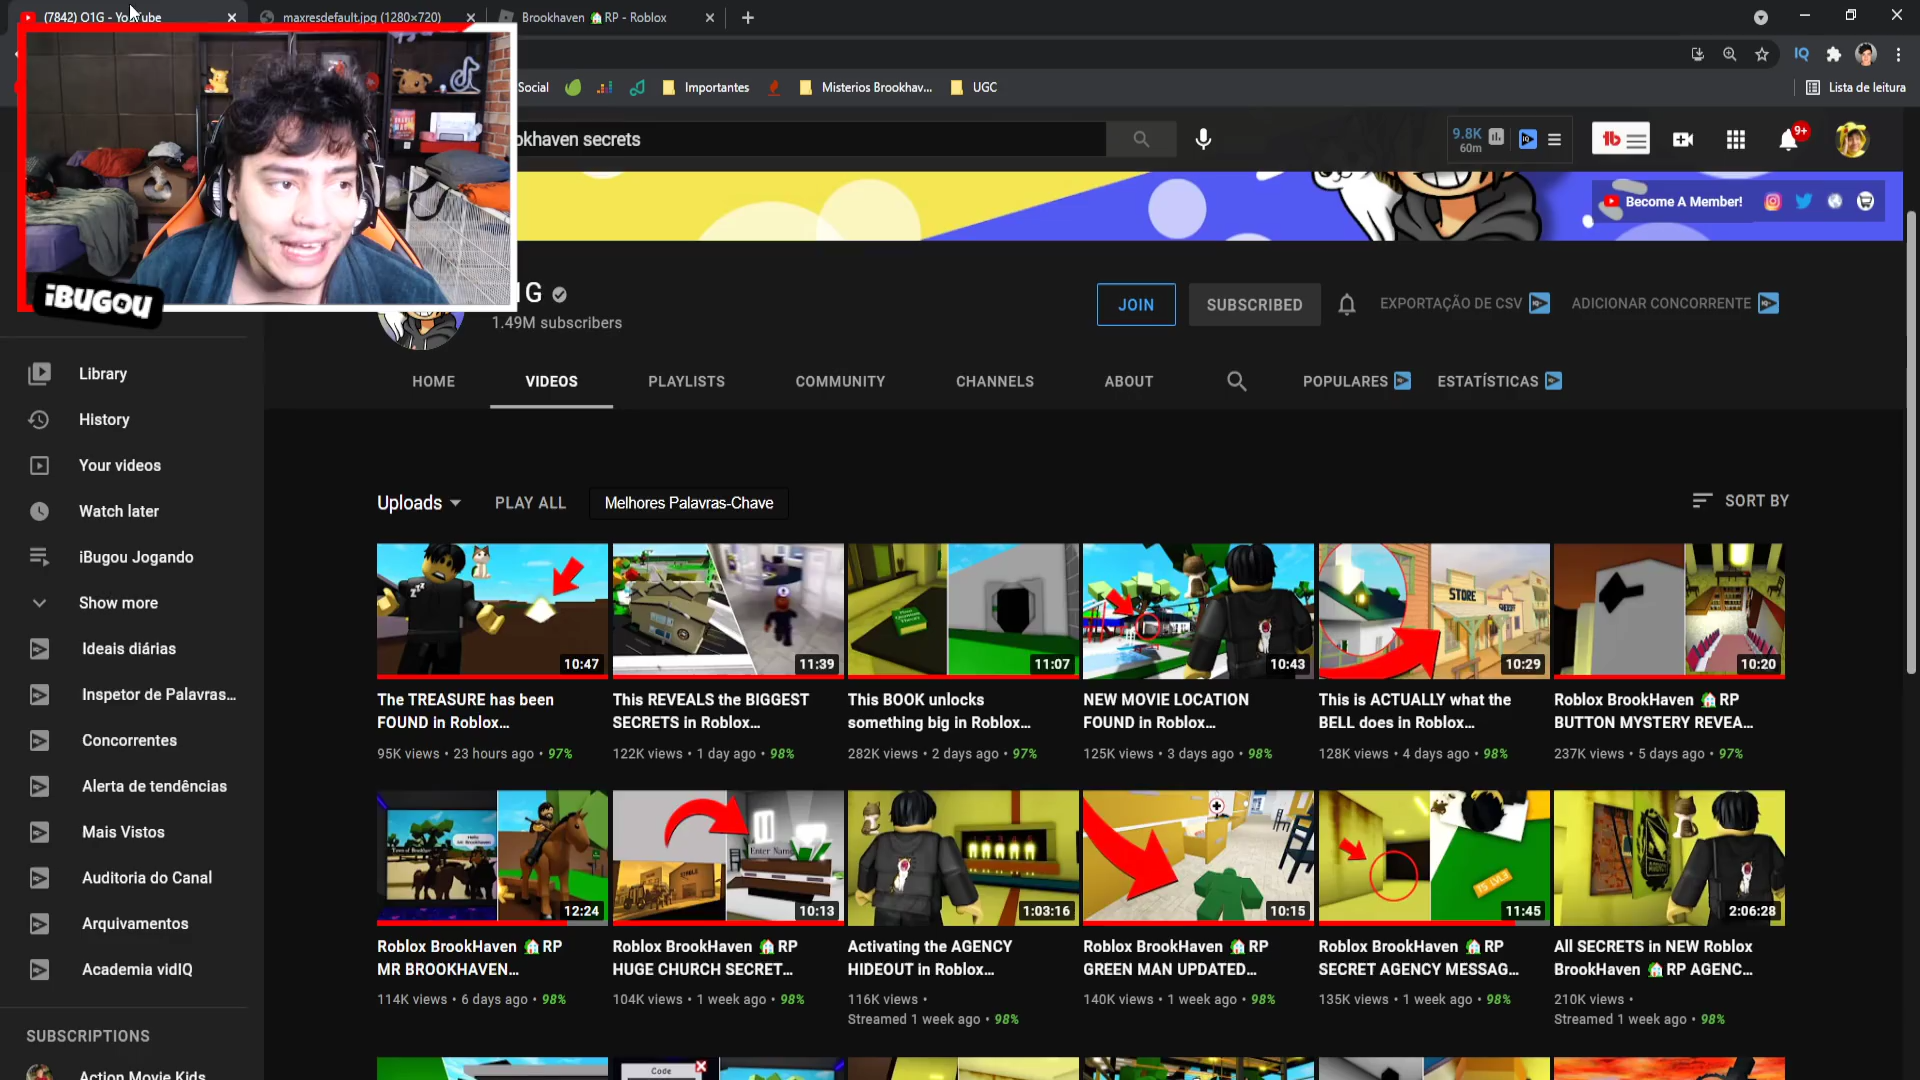 (7842) O1G - YouTube
maxresdefault.jpg (1280×720)
Brookhaven 🏡RP - Roblox
Social
Importantes
Misterios Brookhav...
UGC
Lista de leitura
okhaven secrets
9.8K
60m
9+
Become A Member!
iBUGOU
1G
1.49M subscribers
JOIN
SUBSCRIBED
EXPORTAÇÃO DE CSV
ADICIONAR CONCORRENTE
HOME
VIDEOS
PLAYLISTS
COMMUNITY
CHANNELS
ABOUT
POPULARES
ESTATÍSTICAS
Library
History
Your videos
Watch later
iBugou Jogando
Show more
Ideais diárias
Inspetor de Palavras...
Concorrentes
Alerta de tendências
Mais Vistos
Auditoria do Canal
Arquivamentos
Academia vidIQ
SUBSCRIPTIONS
Action Movie Kids
Uploads
PLAY ALL
Melhores Palavras-Chave
SORT BY
10:47
11:39
11:07
10:43
STORE
10:29
10:20
The TREASURE has been
FOUND in Roblox...
95K views • 23 hours ago • 97%
This REVEALS the BIGGEST
SECRETS in Roblox...
122K views • 1 day ago • 98%
This BOOK unlocks
something big in Roblox...
282K views • 2 days ago • 97%
NEW MOVIE LOCATION
FOUND in Roblox...
125K views • 3 days ago • 98%
This is ACTUALLY what the
BELL does in Roblox...
128K views • 4 days ago • 98%
Roblox BrookHaven 🏡RP
BUTTON MYSTERY REVEA...
237K views • 5 days ago • 97%
12:24
Enter Name
10:13
1:03:16
10:15
11:45
2:06:28
Roblox BrookHaven 🏡RP
MR BROOKHAVEN...
114K views • 6 days ago • 98%
Roblox BrookHaven 🏡RP
HUGE CHURCH SECRET...
104K views • 1 week ago • 98%
Activating the AGENCY
HIDEOUT in Roblox...
116K views •
Streamed 1 week ago • 98%
Roblox BrookHaven 🏡RP
GREEN MAN UPDATED...
140K views • 1 week ago • 98%
Roblox BrookHaven 🏡RP
SECRET AGENCY MESSAG...
135K views • 1 week ago • 98%
All SECRETS in NEW Roblox
BrookHaven 🏡RP AGENC...
210K views •
Streamed 1 week ago • 98%
Code